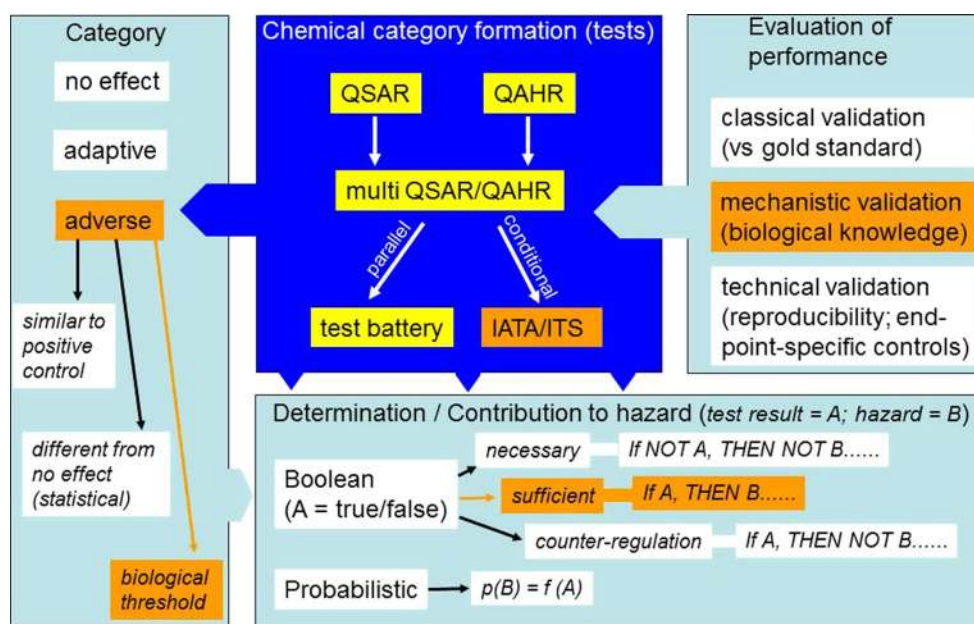 Category
no effect
adaptive
adverse
similar to
positive
control
different from
no effect
(statistical)
biological
threshold
Chemical category formation (tests)
QSAR
QAHR
multi QSAR/QAHR
parallel
conditional
test battery
IATA/ITS
Evaluation of
performance
classical validation
(vs gold standard)
mechanistic validation
(biological knowledge)
technical validation
(reproducibility; end-
point-specific controls)
Determination / Contribution to hazard (test result = A; hazard = B)
Boolean
(A = true/false)
necessary
If NOT A, THEN NOT B......
sufficient
If A, THEN B......
counter-regulation
If A, THEN NOT B......
Probabilistic
p(B) = f (A)